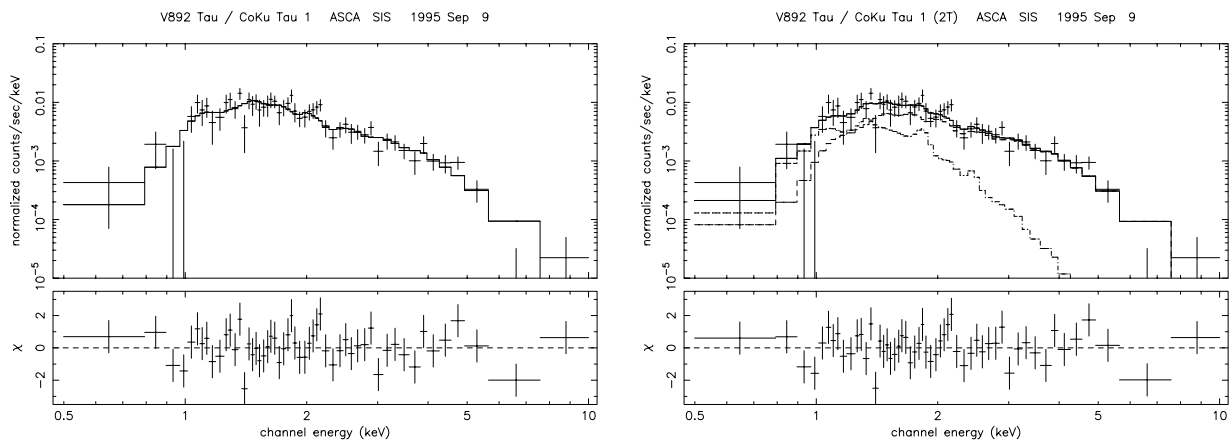 V892 Tau / CoKu Tau 1 ASCA SIS 1995 Sep 9
normalized counts/sec/keV
0.1
0.01
10⁻³
10⁻⁴
10⁻⁵
χ
2
0
−2
0.5 1 2 5 10
channel energy (keV)
V892 Tau / CoKu Tau 1 (2T) ASCA SIS 1995 Sep 9
normalized counts/sec/keV
0.1
0.01
10⁻³
10⁻⁴
10⁻⁵
χ
2
0
−2
0.5 1 2 5 10
channel energy (keV)